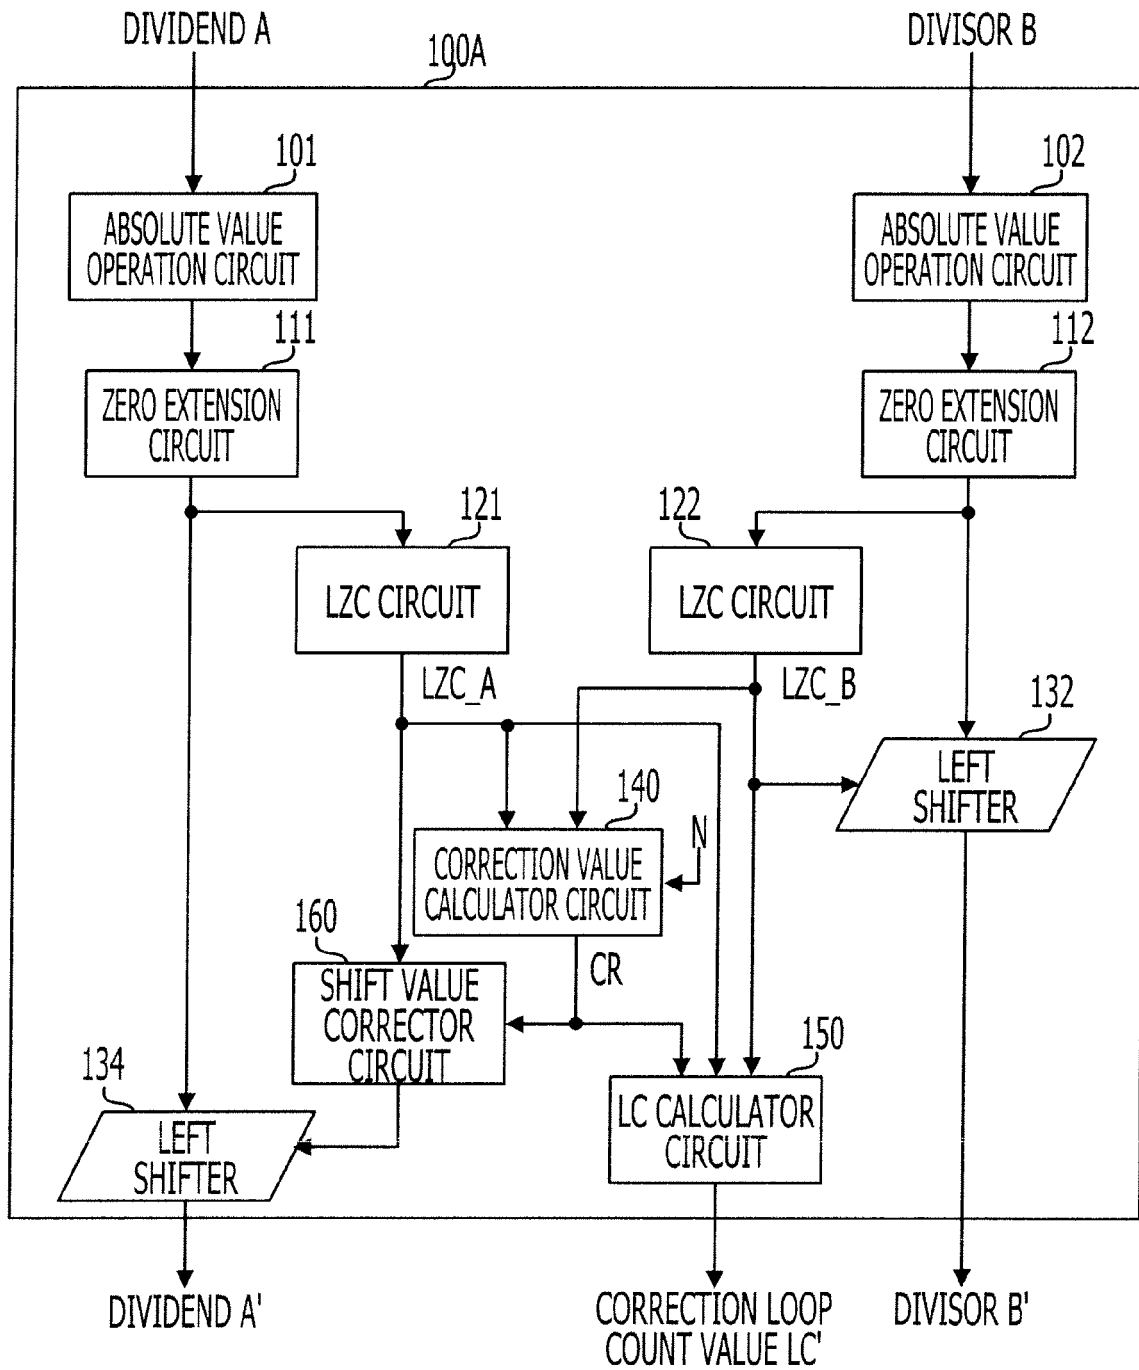 DIVIDEND A
DIVISOR B
100A
101
102
ABSOLUTE VALUE
OPERATION CIRCUIT
ABSOLUTE VALUE
OPERATION CIRCUIT
111
112
ZERO EXTENSION
CIRCUIT
ZERO EXTENSION
CIRCUIT
121
122
LZC CIRCUIT
LZC CIRCUIT
LZC_A
LZC_B
132
LEFT
SHIFTER
140
N
CORRECTION VALUE
CALCULATOR CIRCUIT
160
CR
SHIFT VALUE
CORRECTOR
CIRCUIT
150
134
LC CALCULATOR
CIRCUIT
LEFT
SHIFTER
DIVIDEND A'
CORRECTION LOOP
COUNT VALUE LC'
DIVISOR B'